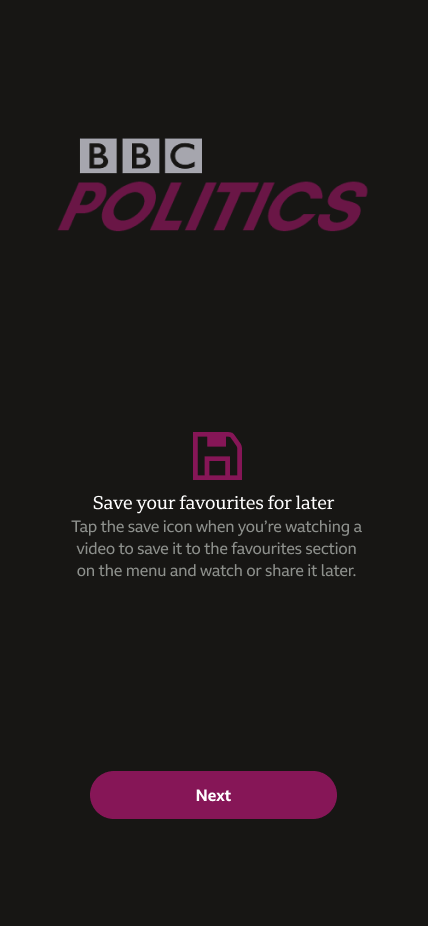 BBC
POLITICS
Save your favourites for later
Tap the save icon when you’re watching a
video to save it to the favourites section
on the menu and watch or share it later.
Next